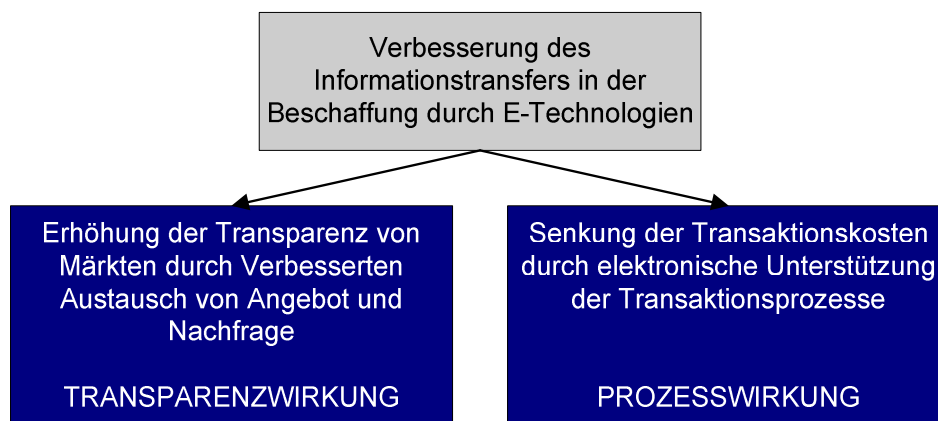 Verbesserung des
Informationstransfers in der
Beschaffung durch E-Technologien
Erhöhung der Transparenz von
Märkten durch Verbesserten
Austausch von Angebot und
Nachfrage
TRANSPARENZWIRKUNG
Senkung der Transaktionskosten
durch elektronische Unterstützung
der Transaktionsprozesse
PROZESSWIRKUNG